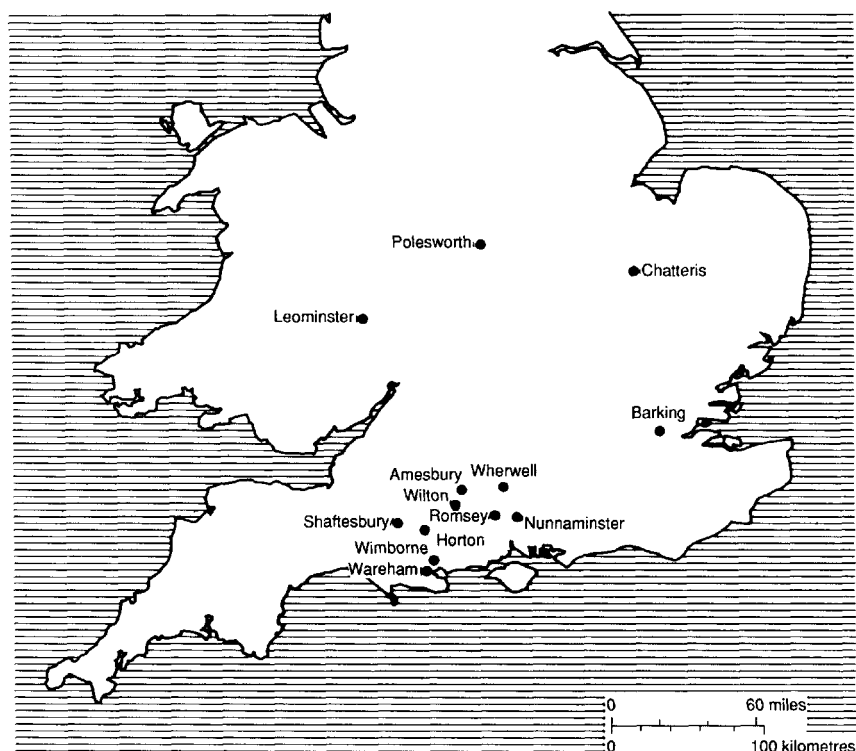 Polesworth
Chatteris
Leominster
Barking
Amesbury
Wherwell
Wilton
Romsey
Shaftesbury
Nunnaminster
Horton
Wimborne
Wareham
0 60 miles
0 100 kilometres